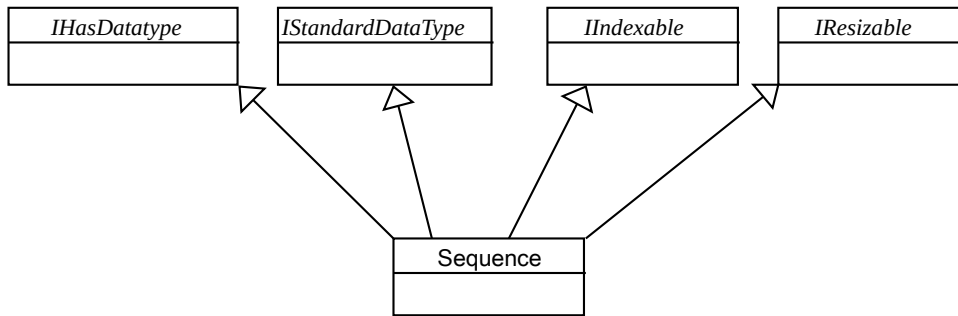 IHasDatatype
IStandardDataType
IIndexable
IResizable
Sequence